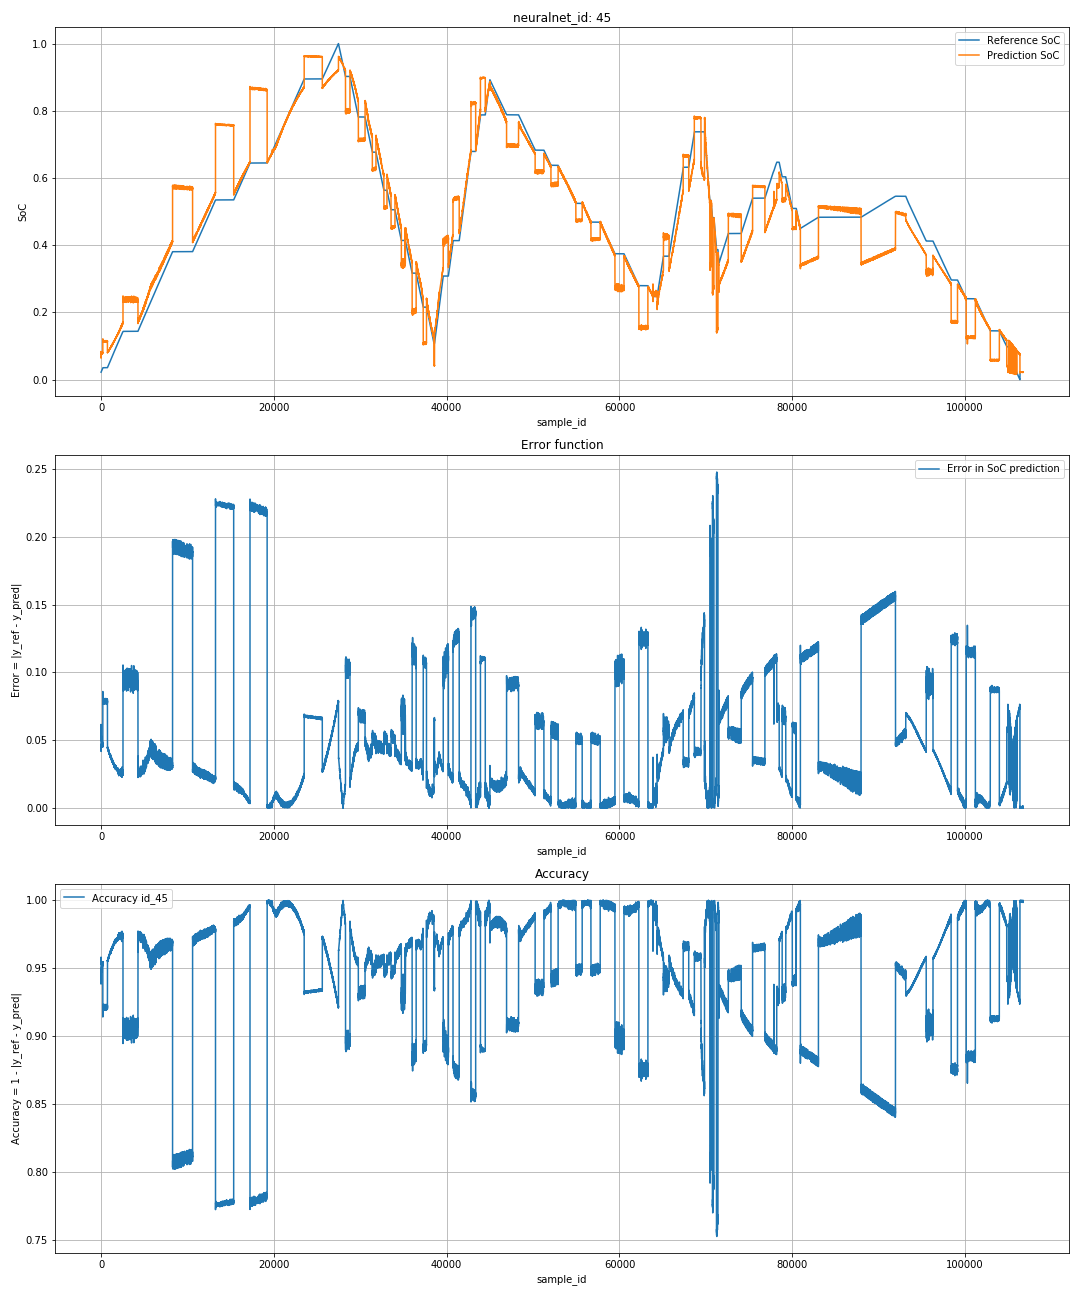 neuralnet_id: 45
Reference SoC
Prediction SoC
1.0
0.8
0.6
0.4
0.2
0.0
SoC
0
20000
40000
60000
80000
100000
sample_id
Error function
Error in SoC prediction
0.25
0.20
0.15
0.10
0.05
0.00
Error = |y_ref - y_pred|
0
20000
40000
60000
80000
100000
sample_id
Accuracy
Accuracy id_45
1.00
0.95
0.90
0.85
0.80
0.75
Accuracy = 1 - |y_ref - y_pred|
0
20000
40000
60000
80000
100000
sample_id